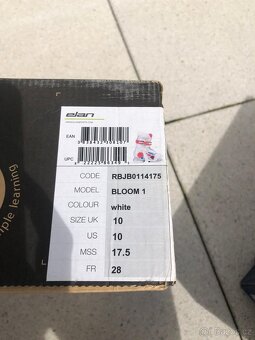 elan
EAN
UPC
CODE RBJB0114175
MODEL BLOOM 1
COLOUR white
SIZE UK 10
US 10
MSS 17.5
FR 28
ple learning